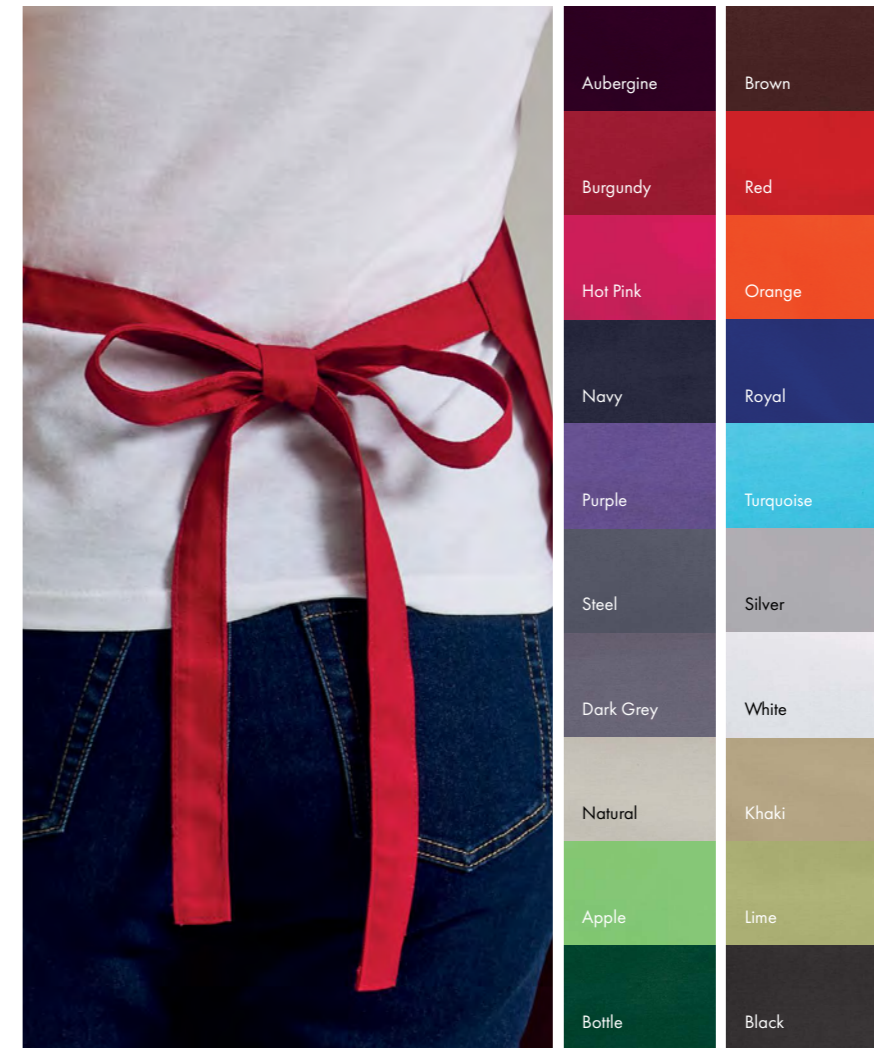 Aubergine
Brown
Burgundy
Red
Hot Pink
Orange
Navy
Royal
Purple
Turquoise
Steel
Silver
Dark Grey
White
Natural
Khaki
Apple
Lime
Bottle
Black